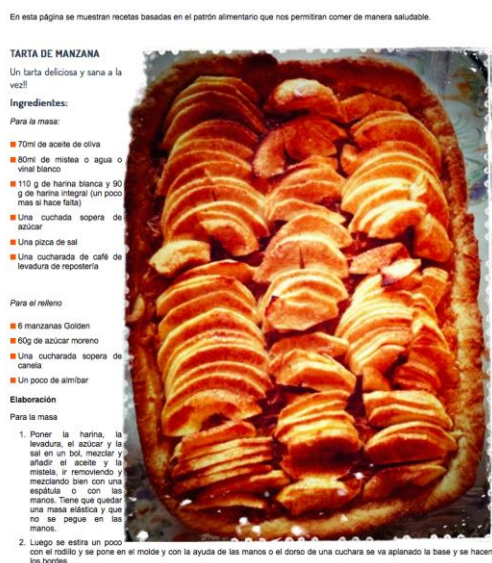 En esta página se muestran recetas basadas en el patrón alimentario que nos permitiran comer de manera saludable.
TARTA DE MANZANA
Un tarta deliciosa y sana a la
vez!!
Ingredientes:
Para la masa:
70ml de aceite de oliva
80ml de mistea o agua o
vinal blanco
110 g de harina blanca y 90
g de harina integral (un poco
mas si hace falta)
Una cuchada sopera de
azúcar
Una pizca de sal
Una cucharada de café de
levadura de repostería
Para el relleno
6 manzanas Golden
60g de azúcar moreno
Una cucharada sopera de
canela
Un poco de almíbar
Elaboración
Para la masa
1. Poner la harina, la
levadura, el azúcar y la
sal en un bol, mezclar y
añadir el aceite y la
mistela, ir removiendo y
mezclando bien con una
espátula o con las
manos. Tiene que quedar
una masa elástica y que
no se pegue en las
manos.
2. Luego se estira un poco
con el rodillo y se pone en el molde y con la ayuda de las manos o el dorso de una cuchara se va aplanado la base y se hacen
los bordes